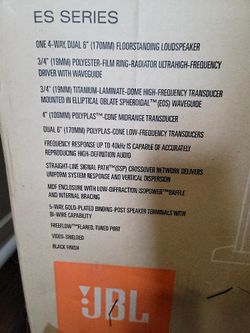 ES SERIES
ONE 4-WAY, DUAL 6" (170MM) FLOORSTANDING LOUDSPEAKER
3/4" (19MM) POLYESTER-FILM RING-RADIATOR ULTRAHIGH-FREQUENCY
DRIVER WITH WAVEGUIDE
3/4" (19MM) TITANIUM-LAMINATE-DOME HIGH-FREQUENCY TRANSDUCER
MOUNTED IN ELLIPTICAL OBLATE SPHEROIDAL™ (EOS) WAVEGUIDE
4" (100MM) POLYPLAS™-CONE MIDRANGE TRANSDUCER
DUAL 6" (170MM) POLYPLAS-CONE LOW-FREQUENCY TRANSDUCERS
FREQUENCY RESPONSE UP TO 40kHz IS CAPABLE OF ACCURATELY
REPRODUCING HIGH-DEFINITION AUDIO
STRAIGHT-LINE SIGNAL PATH™(SSP) CROSSOVER NETWORK DELIVERS
UNIFORM SYSTEM RESPONSE AND VERTICAL DISPERSION
MDF ENCLOSURE WITH LOW-DIFFRACTION ISOPOWER™BAFFLE
AND INTERNAL BRACING
5-WAY, GOLD-PLATED BINDING-POST SPEAKER TERMINALS WITH
BI-WIRE CAPABILITY
FREEFLOW™FLARED, TUNED PORT
VIDEO-SHIELDED
BLACK FINISH
JBL